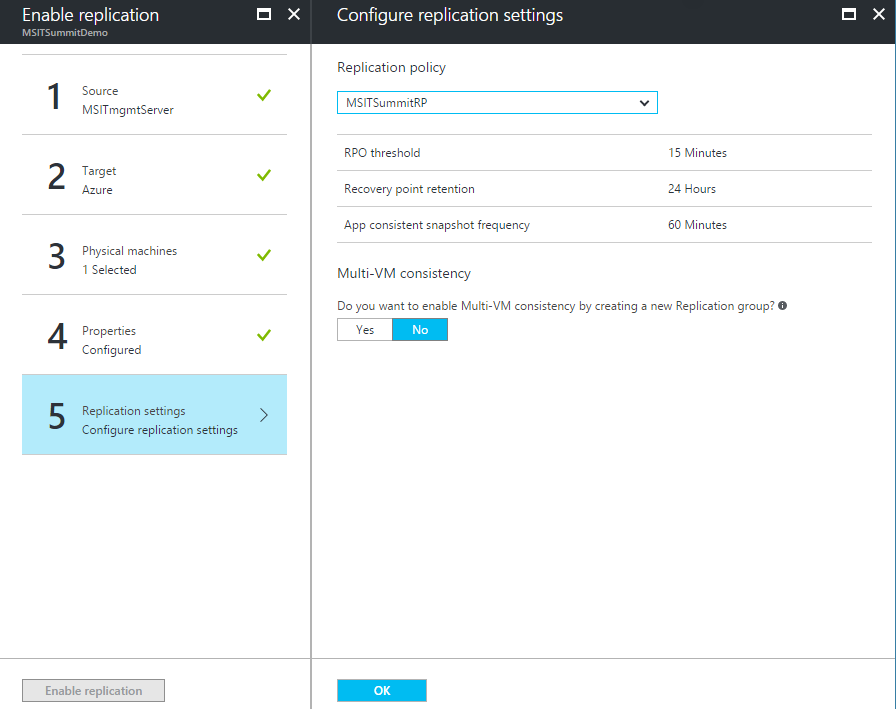 Enable replication
MSITSummitDemo
1
Source
MSITmgmtServer
2
Target
Azure
3
Physical machines
1 Selected
4
Properties
Configured
5
Replication settings
Configure replication settings
Enable replication
Configure replication settings
Replication policy
MSITSummitRP
RPO threshold 15 Minutes
Recovery point retention 24 Hours
App consistent snapshot frequency 60 Minutes
Multi-VM consistency
Do you want to enable Multi-VM consistency by creating a new Replication group?
Yes No
OK